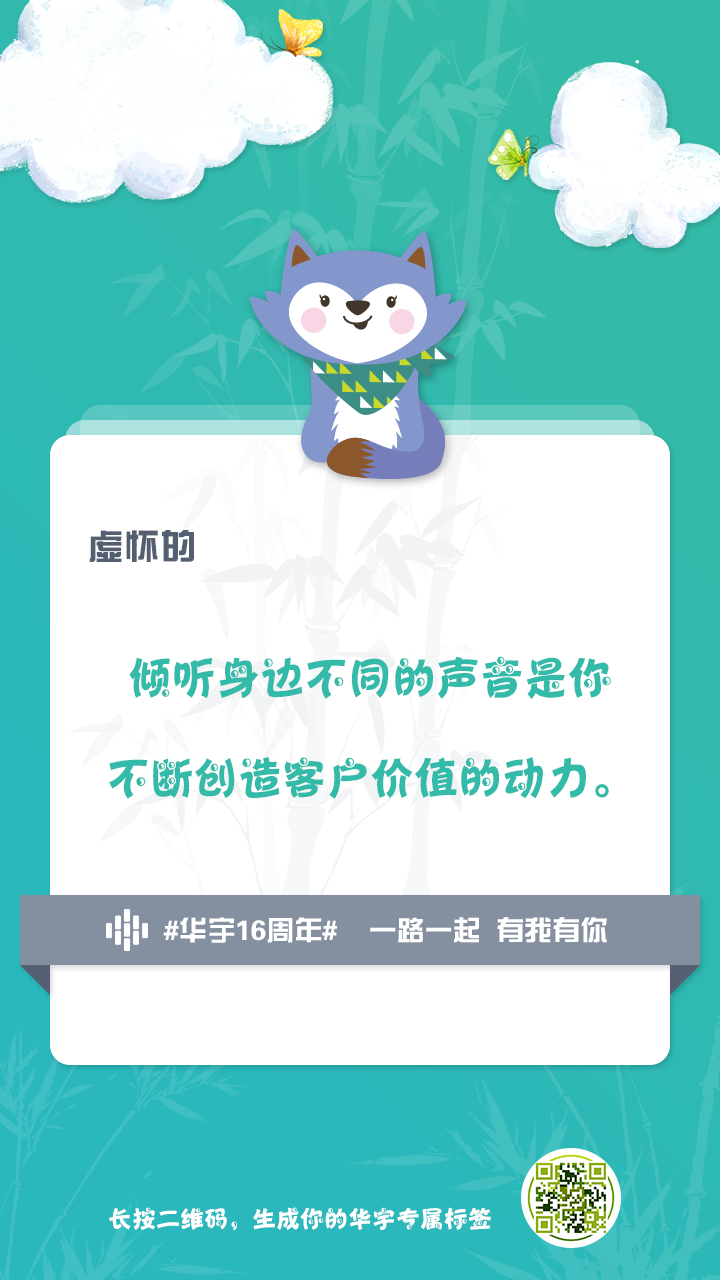 虚怀的
倾听身边不同的声音是你
不断创造客户价值的动力。
#华宇16周年# 一路一起 有我有你
长按二维码，生成你的华宇专属标签